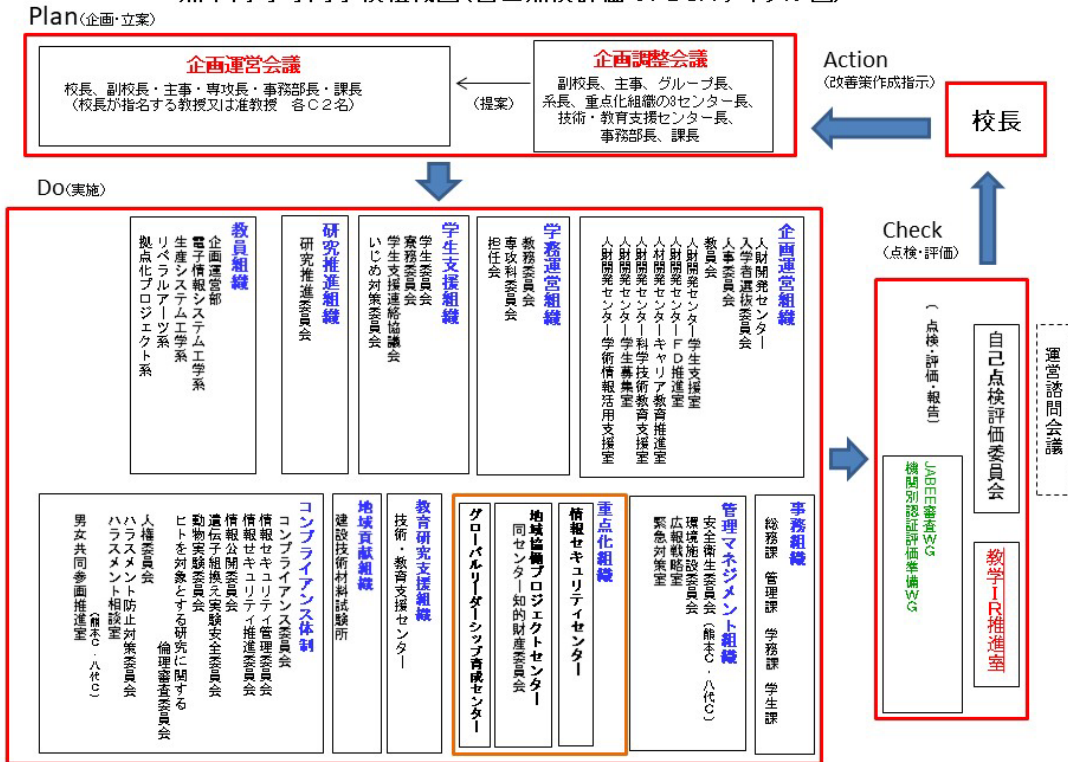 Plan(企画・立案)
企画運営会議
校長、副校長・主事・専攻長・事務部長・課長
(校長が指名する教授又は准教授 各C2名)
(提案)
企画調整会議
副校長、主事、グループ長、
系長、重点化組織の3センター長、
技術・教育支援センター長、
事務部長、課長
Action
(改善策作成指示)
校長
Do(実施)
企画運営組織
人財開発センター
入学者選抜委員会
人事委員会
教員会
人財開発センター学生支援室
人財開発センターFD推進室
人材開発センターキャリア教育推進室
人財開発センター科学技術教育支援室
人財開発センター学生募集室
人財開発センター学術情報活用支援室
学務運営組織
教務委員会
専攻科委員会
担任会
学生支援組織
学生委員会
寮務委員会
学生支援連絡協議会
いじめ対策委員会
研究推進組織
研究推進委員会
教員組織
企画運営部
電子情報システム工学系
生産システム工学系
リベラルアーツ系
拠点化プロジェクト系
事務組織
総務課 管理課 学務課 学生課
管理マネジメント組織
安全衛生委員会(熊本C・八代C)
環境施設委員会
広報戦略室
緊急対策室
重点化組織
情報セキュリティセンター
地域協働プロジェクトセンター
同センター知的財産委員会
グローバルリーダーシップ育成センター
教育研究支援組織
技術・教育支援センター
地域貢献組織
建設技術材料試験所
コンプライアンス体制
コンプライアンス委員会
情報セキュリティ管理委員会
情報セキュリティ推進委員会
情報公開委員会
遺伝子組換え実験安全委員会
動物実験委員会
ヒトを対象とする研究に関する
倫理審査委員会
人権委員会
ハラスメント防止対策委員会
ハラスメント相談室
(熊本C・八代C)
男女共同参画推進室
Check
(点検・評価)
運営諮問会議
自己点検評価委員会
(点検・評価・報告)
教学IR推進室
JABEE審査WG
機関別認証評価準備WG